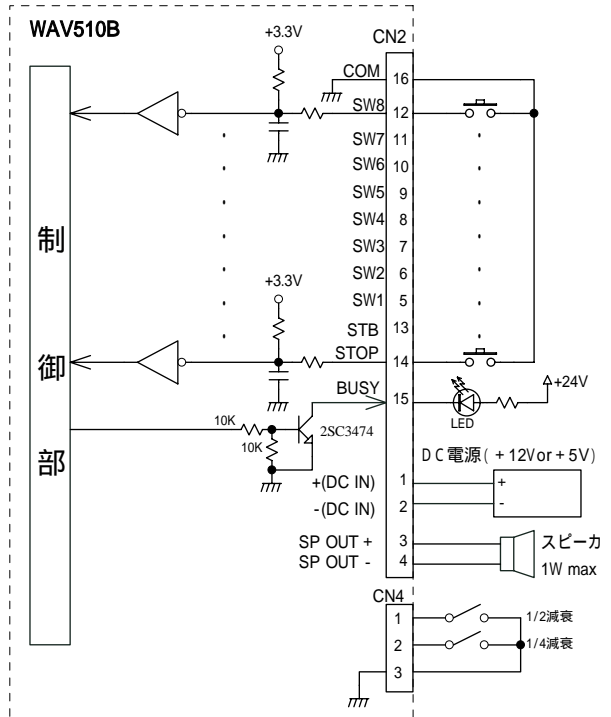 WAV510B
+3.3V
CN2
COM 16
SW8 12
SW7 11
SW6 10
SW5 9
SW4 8
SW3 7
SW2 6
SW1 5
+3.3V
STB 13
STOP 14
BUSY 15
+24V
LED
制御部
10K
10K
2SC3474
DC電源(+12Vor+5V)
+(DC IN) 1
+
-(DC IN) 2
-
SP OUT + 3
SP OUT - 4
スピーカ
1W max
CN4
1 1/2減衰
2 1/4減衰
3